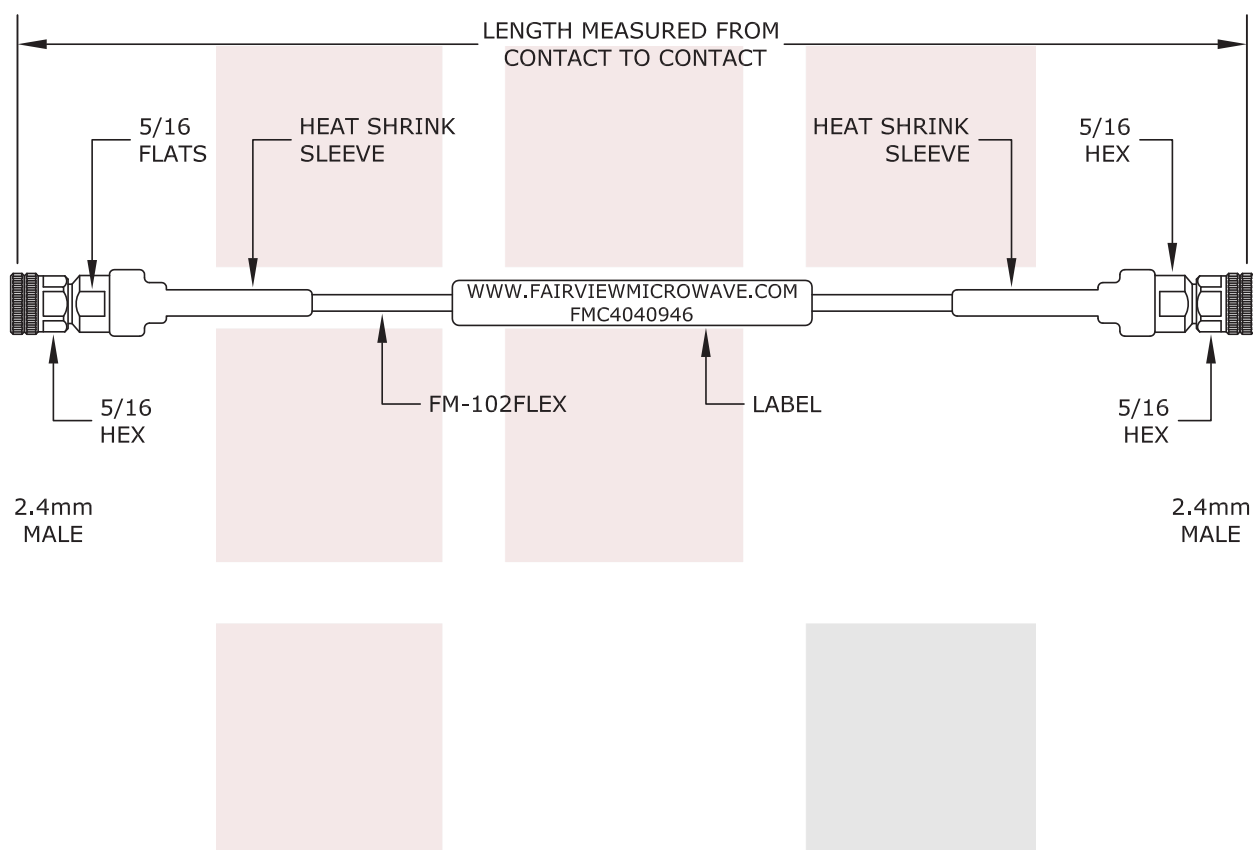 LENGTH MEASURED FROM
CONTACT TO CONTACT
5/16
FLATS
HEAT SHRINK
SLEEVE
HEAT SHRINK
SLEEVE
5/16
HEX
WWW.FAIRVIEWMICROWAVE.COM
FMC4040946
5/16
HEX
FM-102FLEX
LABEL
5/16
HEX
2.4mm
MALE
2.4mm
MALE